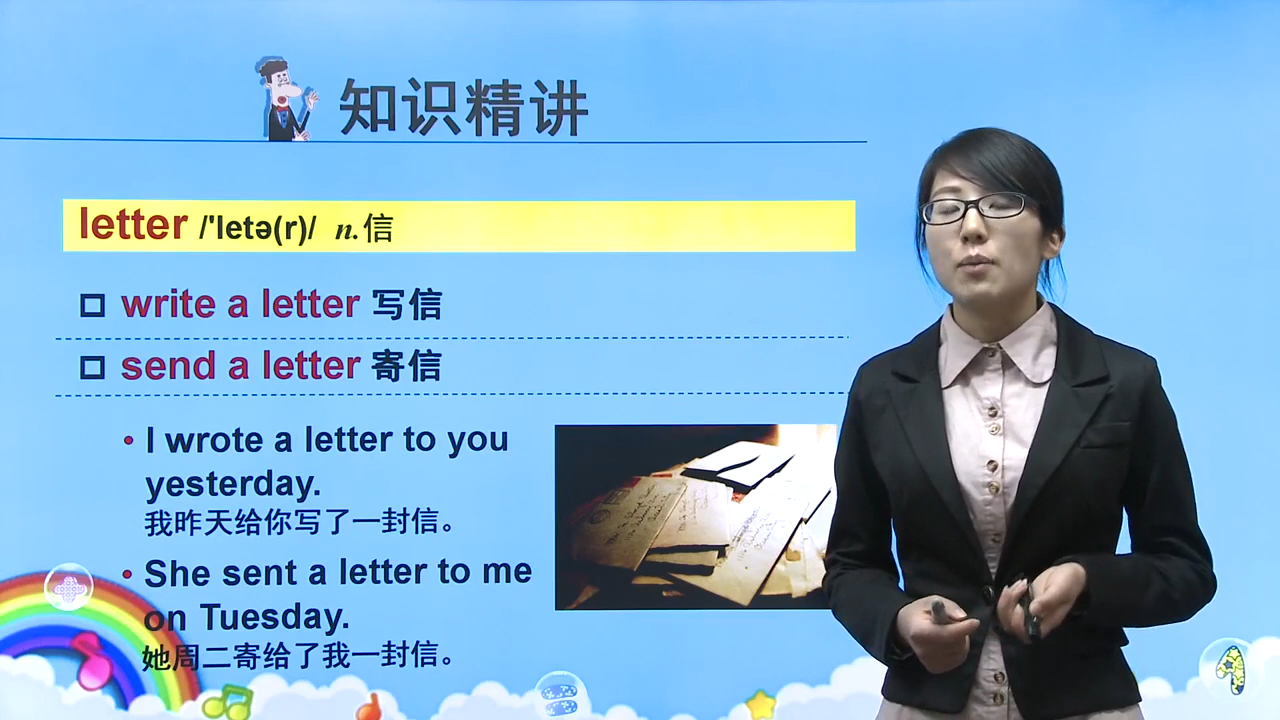 知识精讲
letter /'letə(r)/ n.信
write a letter 写信
send a letter 寄信
• I wrote a letter to you
yesterday.
我昨天给你写了一封信。
• She sent a letter to me
on Tuesday.
她周二寄给了我一封信。